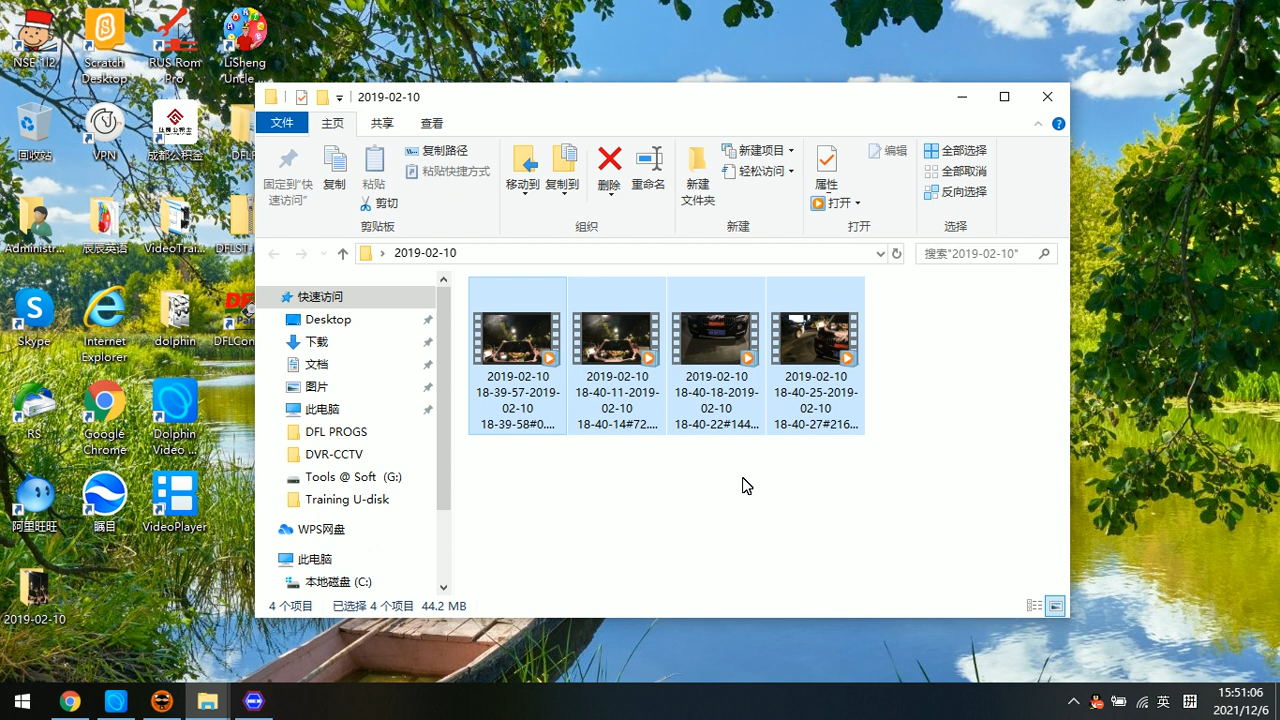 NSE 1|2
Scratch Desktop
RUS Rom Pro
LiSheng Uncle...
回收站
VPN
成都公积金
DFLP
Administr...
辰辰英语
VideoTrai...
DFLST
Skype
Internet Explorer
dolphin
DFLCon
RS
Google Chrome
Dolphin Video ...
阿里旺旺
瞩目
VideoPlayer
2019-02-10
2019-02-10
文件
主页
共享
查看
固定到"快速访问"
复制
粘贴
复制路径
粘贴快捷方式
剪切
剪贴板
移动到
复制到
删除
重命名
组织
新建文件夹
新建项目
轻松访问
新建
属性
打开
编辑
打开
全部选择
全部取消
反向选择
选择
2019-02-10
搜索"2019-02-10"
快速访问
Desktop
下载
文档
图片
此电脑
DFL PROGS
DVR-CCTV
Tools @ Soft (G:)
Training U-disk
WPS网盘
此电脑
本地磁盘 (C:)
2019-02-10
18-39-57-2019-
02-10
18-39-58#0....
2019-02-10
18-40-11-2019-
02-10
18-40-14#72....
2019-02-10
18-40-18-2019-
02-10
18-40-22#144...
2019-02-10
18-40-25-2019-
02-10
18-40-27#216...
4 个项目
已选择 4 个项目 44.2 MB
英
拼
15:51:06
2021/12/6